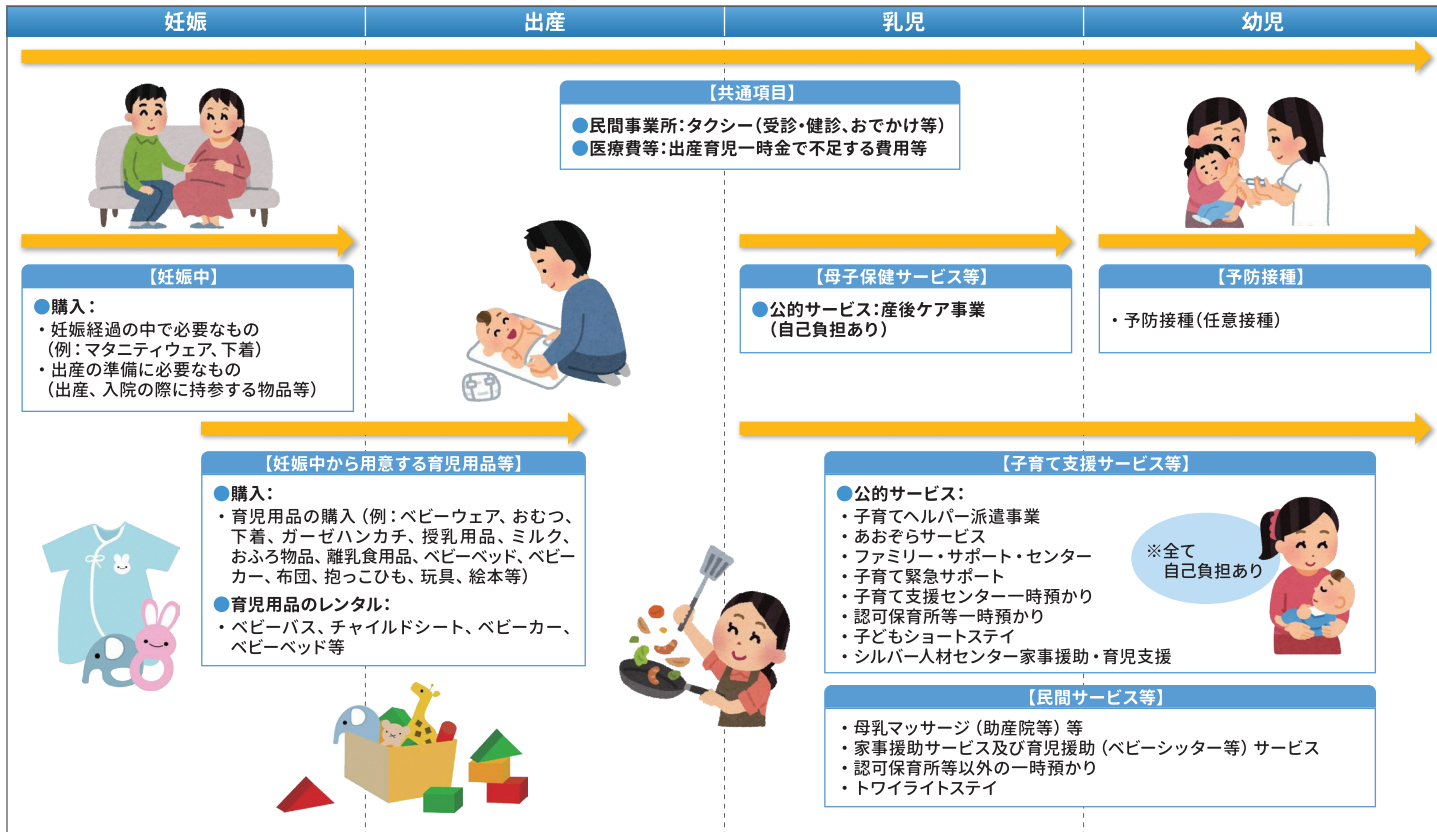 妊娠
出産
乳児
幼児
【共通項目】
●民間事業所：タクシー（受診・健診、おでかけ等）
●医療費等：出産育児一時金で不足する費用等
【妊娠中】
●購入：
・妊娠経過の中で必要なもの
（例：マタニティウェア、下着）
・出産の準備に必要なもの
（出産、入院の際に持参する物品等）
【母子保健サービス等】
●公的サービス：産後ケア事業
（自己負担あり）
【予防接種】
・予防接種（任意接種）
【妊娠中から用意する育児用品等】
●購入：
・育児用品の購入（例：ベビーウェア、おむつ、
下着、ガーゼハンカチ、授乳用品、ミルク、
おふろ物品、離乳食用品、ベビーベッド、ベビー
カー、布団、抱っこひも、玩具、絵本等）
●育児用品のレンタル：
・ベビーバス、チャイルドシート、ベビーカー、
ベビーベッド等
【子育て支援サービス等】
●公的サービス：
・子育てヘルパー派遣事業
・あおぞらサービス
・ファミリー・サポート・センター
・子育て緊急サポート
・子育て支援センター一時預かり
・認可保育所等一時預かり
・子どもショートステイ
・シルバー人材センター家事援助・育児支援
※全て
自己負担あり
【民間サービス等】
・母乳マッサージ（助産院等）等
・家事援助サービス及び育児援助（ベビーシッター等）サービス
・認可保育所等以外の一時預かり
・トワイライトステイ